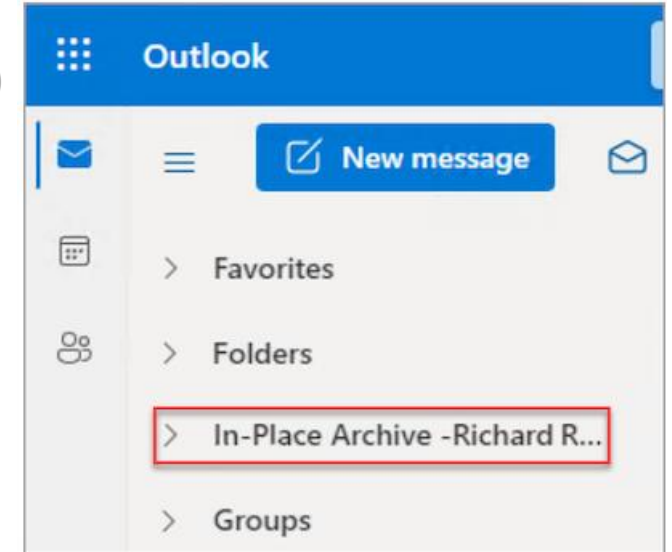 Outlook
New message
Favorites
Folders
In-Place Archive -Richard R...
Groups